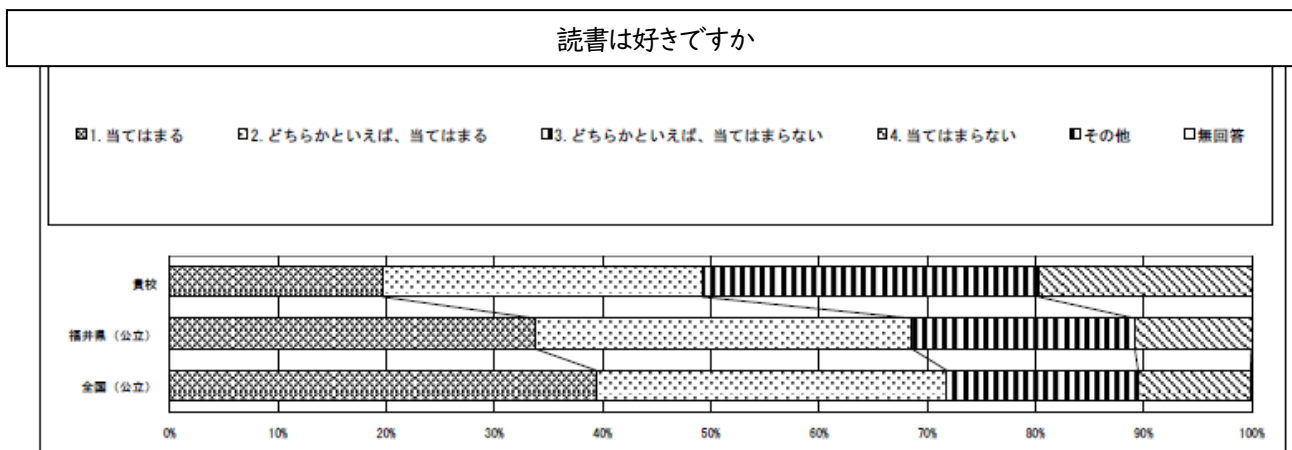 読書は好きですか
1. 当てはまる 2. どちらかといえば、当てはまる 3. どちらかといえば、当てはまらない 4. 当てはまらない その他 無回答
貴校
福井県（公立）
全国（公立）
0% 10% 20% 30% 40% 50% 60% 70% 80% 90% 100%